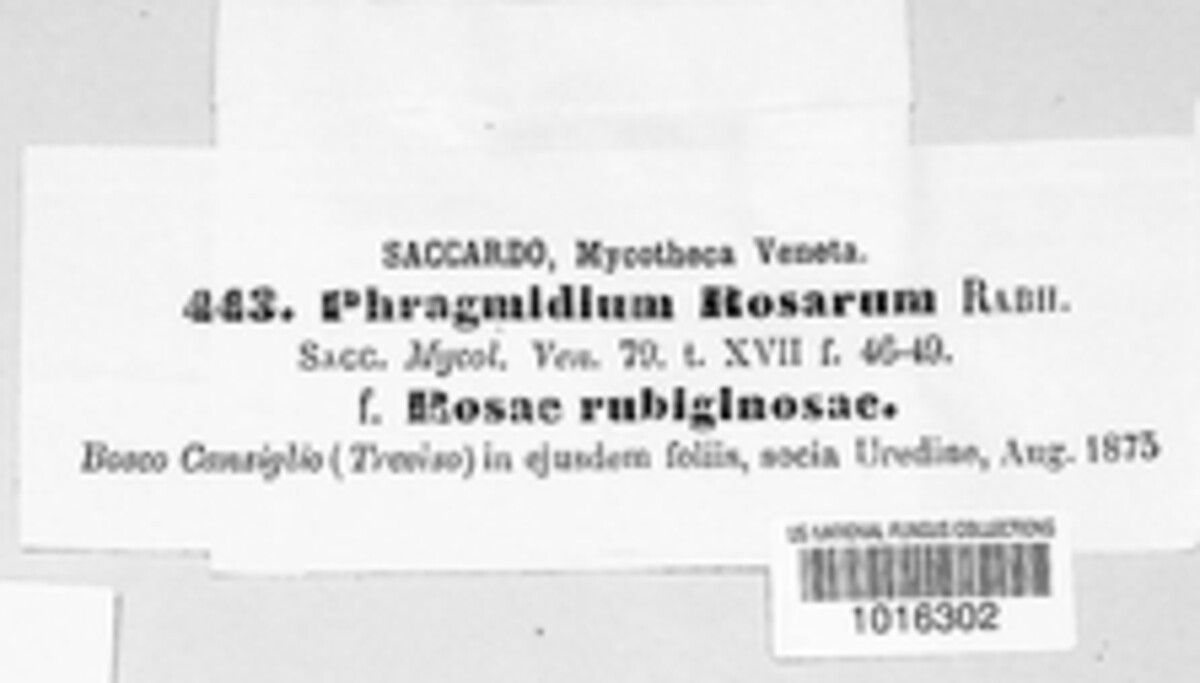 SACCARDO, Mycotheca Veneta.
443. Phragmidium Rosarum RABH.
SACC. Mycol. Ven. 79. t. XVII f. 46-49.
f. Rosae rubiginosae.
Bosco Cansiglio (Treviso) in ejusdem foliis, socia Uredine, Aug. 1875
US NATIONAL FUNGUS COLLECTIONS
1016302